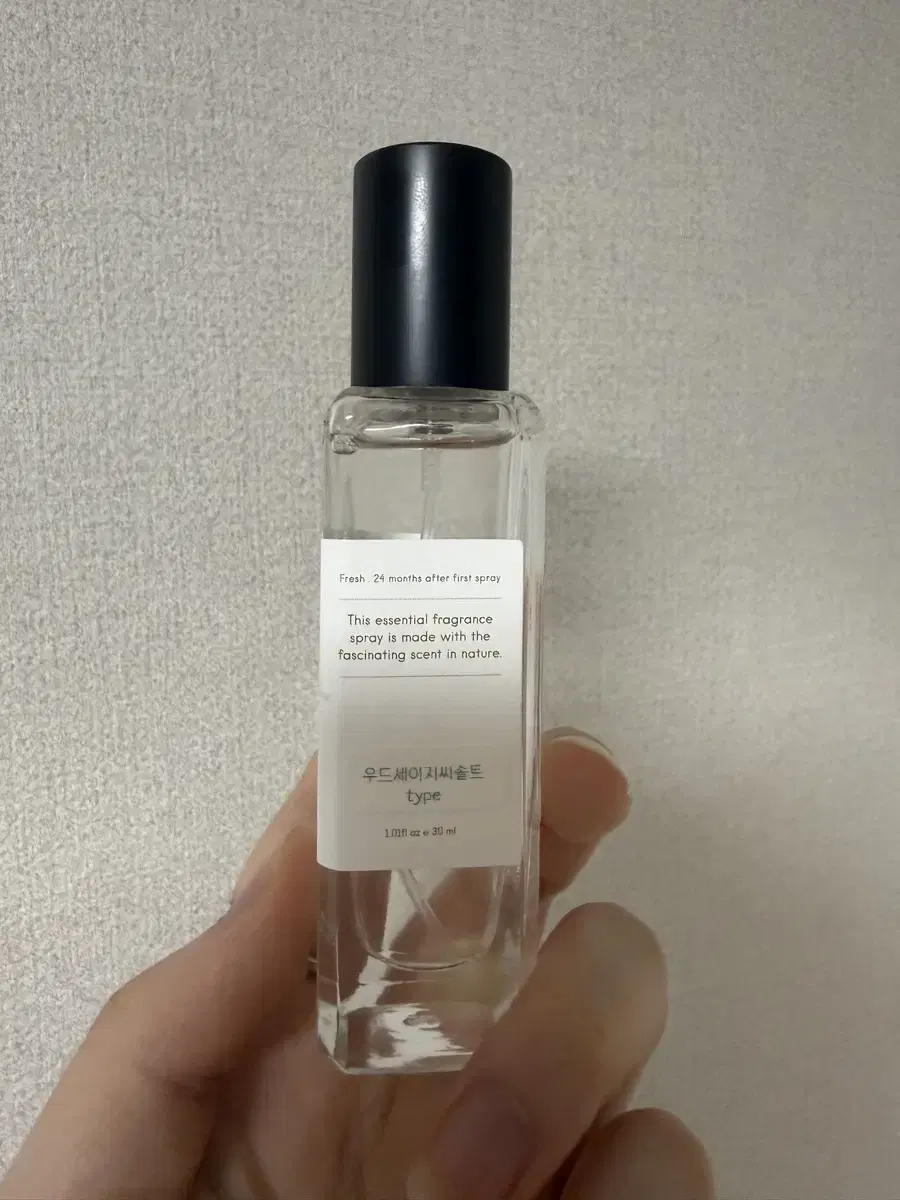 Fresh . 24 months after first spray
This essential fragrance
spray is made with the
fascinating scent in nature.
우드세이지씨솔트
type
1.01fl oz e 30 ml